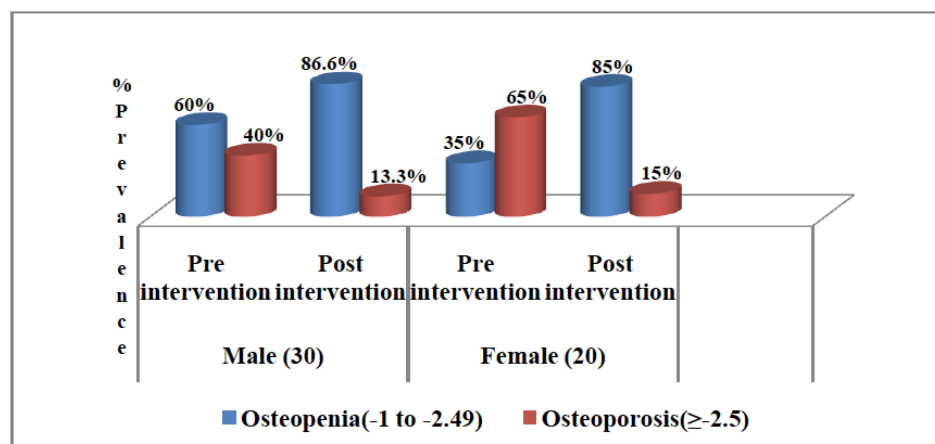 % Prevalence
60%
40%
86.6%
13.3%
35%
65%
85%
15%
Pre intervention
Post intervention
Pre intervention
Post intervention
Male (30)
Female (20)
Osteopenia(-1 to -2.49)
Osteoporosis(≥-2.5)